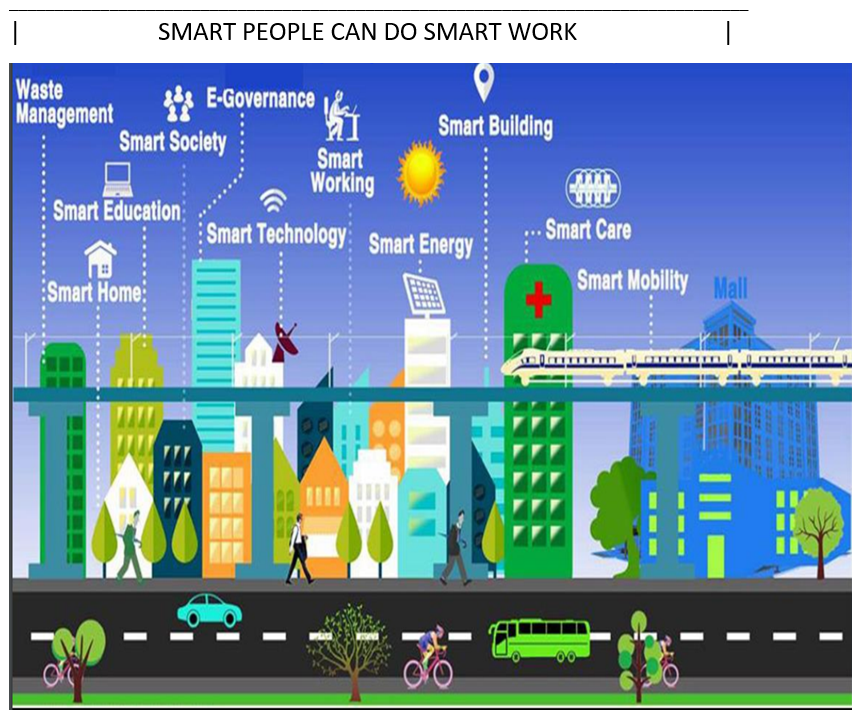 SMART PEOPLE CAN DO SMART WORK
Waste
Management
E-Governance
Smart Society
Smart Building
Smart
Working
Smart Education
Smart Technology
Smart Energy
Smart Care
Smart Home
Smart Mobility
Mall